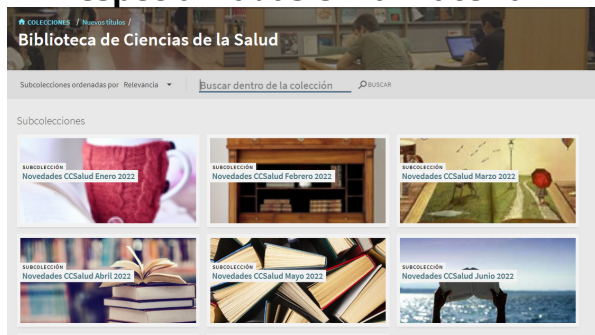 COLECCIONES / Nuevos títulos /
Biblioteca de Ciencias de la Salud
Subcolecciones ordenadas por Relevancia
Buscar dentro de la colección
BUSCAR
Subcolecciones
SUBCOLECCIÓN
Novedades CCSalud Enero 2022
SUBCOLECCIÓN
Novedades CCSalud Febrero 2022
SUBCOLECCIÓN
Novedades CCSalud Marzo 2022
SUBCOLECCIÓN
Novedades CCSalud Abril 2022
SUBCOLECCIÓN
Novedades CCSalud Mayo 2022
SUBCOLECCIÓN
Novedades CCSalud Junio 2022